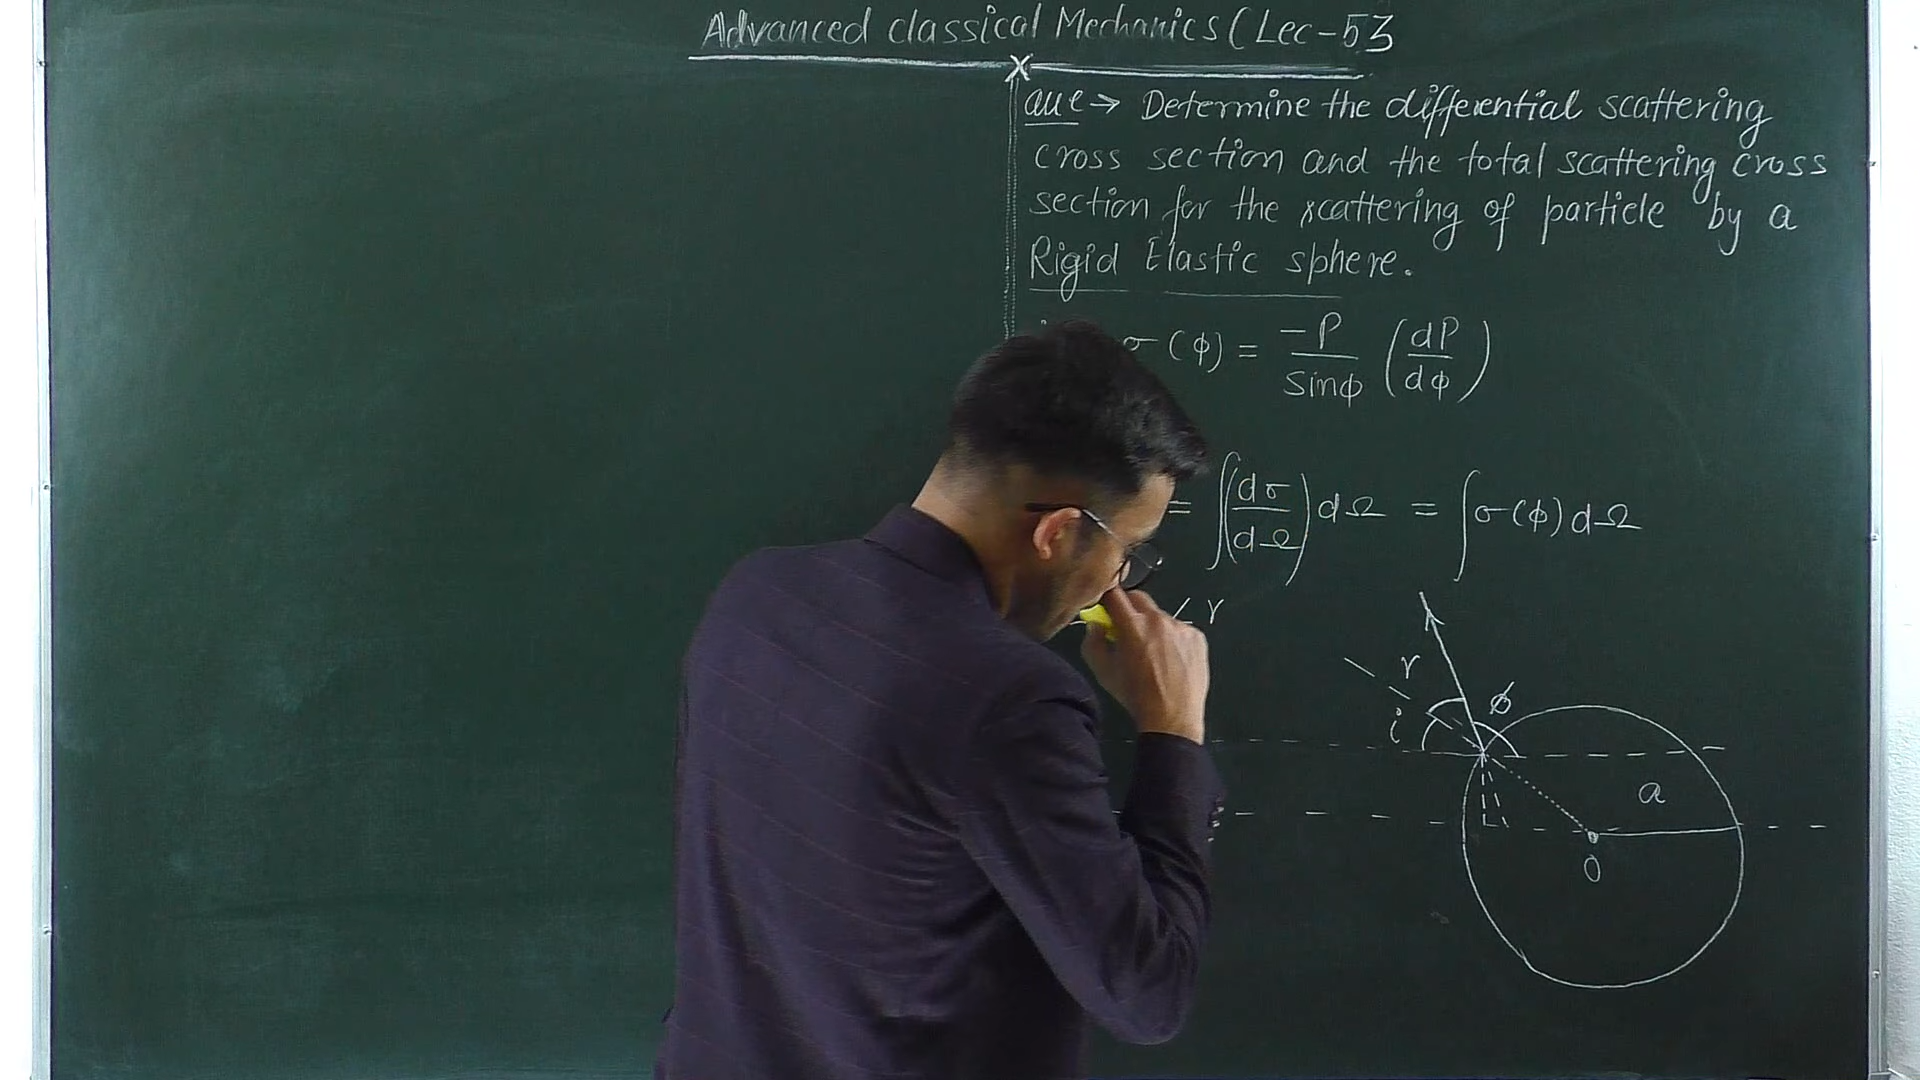 Advanced classical Mechanics (Lec-53
Que → Determine the differential scattering
cross section and the total scattering cross
section for the scattering of particle by a
Rigid Elastic sphere.
σ(ϕ) = -P/sinϕ (dP/dϕ)
= ∫(dσ/dΩ) dΩ = ∫σ(ϕ) dΩ
∠r
r
ϕ
i
a
O